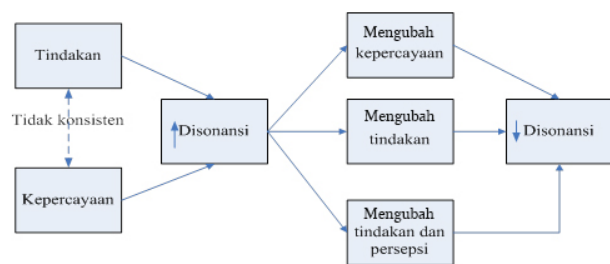 Tindakan
Tidak konsisten
Kepercayaan
Disonansi
Mengubah
kepercayaan
Mengubah
tindakan
Mengubah
tindakan dan
persepsi
Disonansi